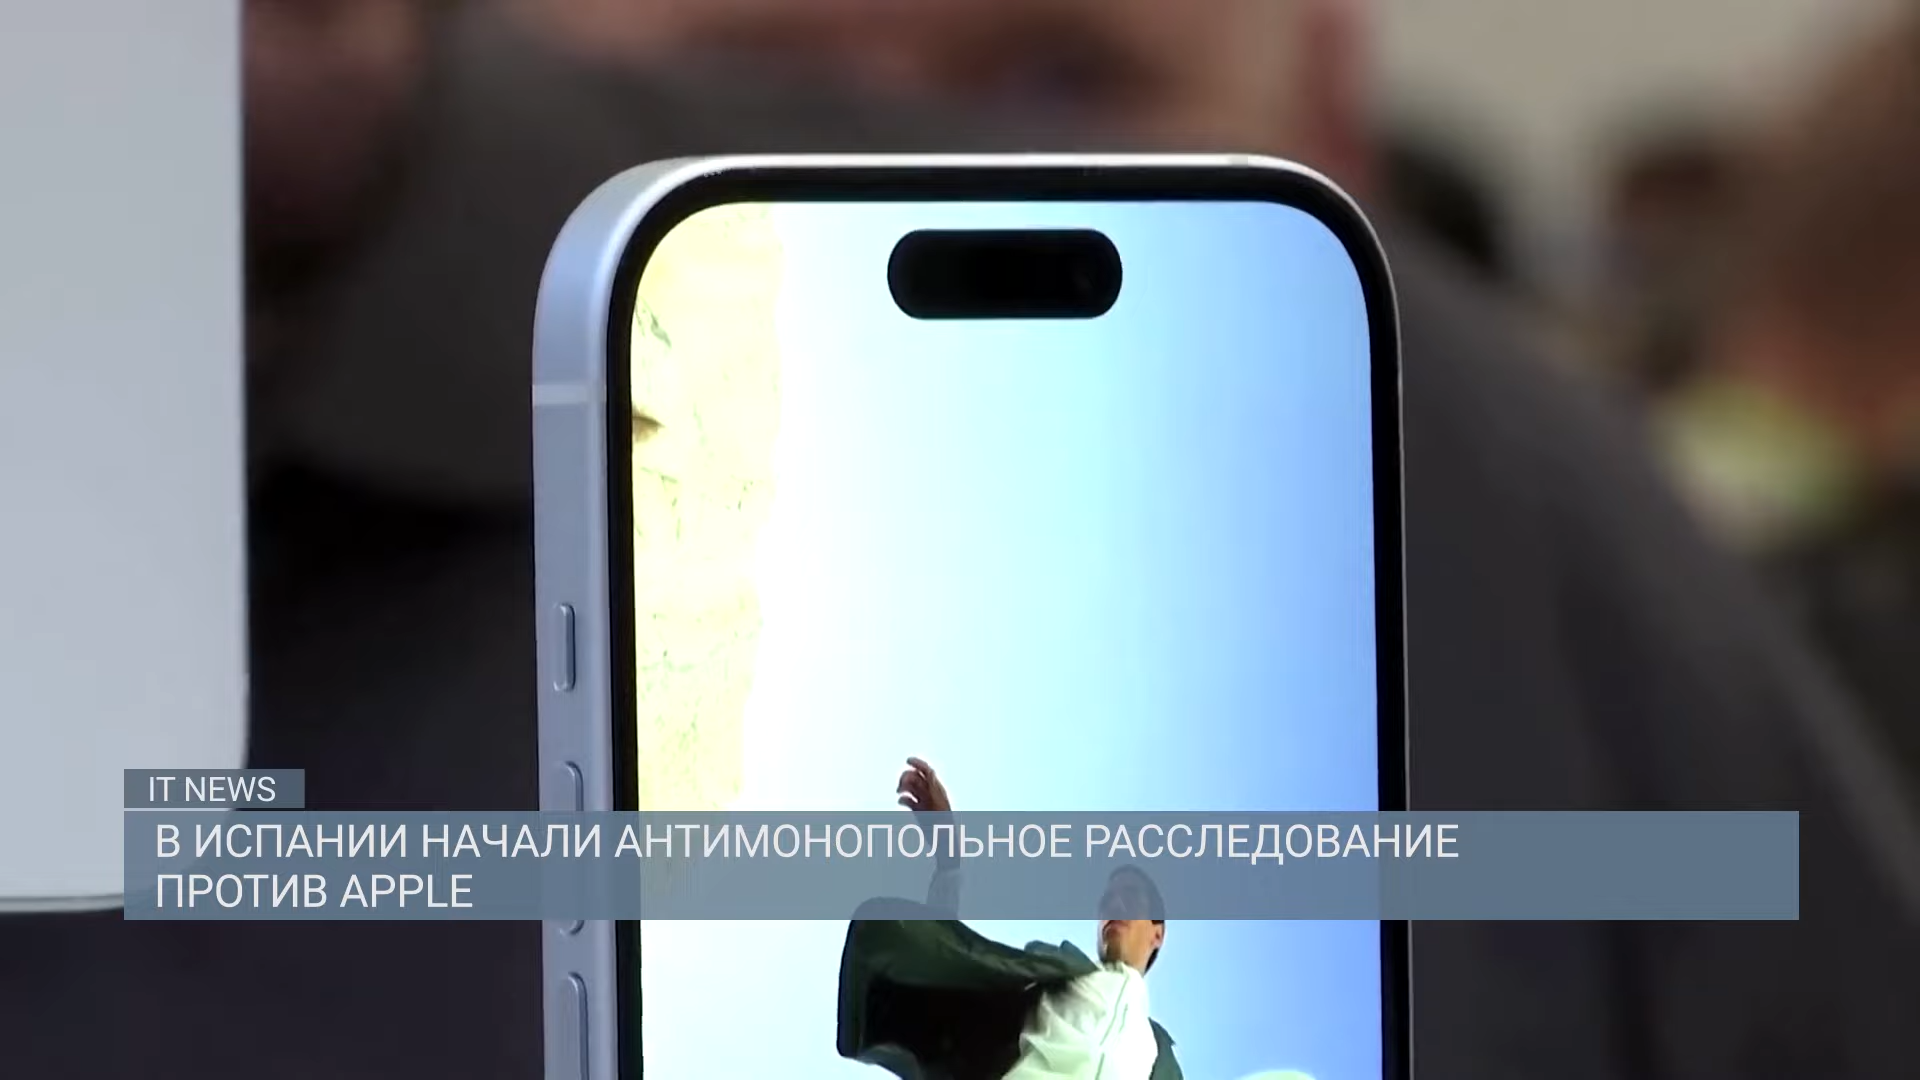 IT NEWS
В ИСПАНИИ НАЧАЛИ АНТИМОНОПОЛЬНОЕ РАССЛЕДОВАНИЕ
ПРОТИВ APPLE